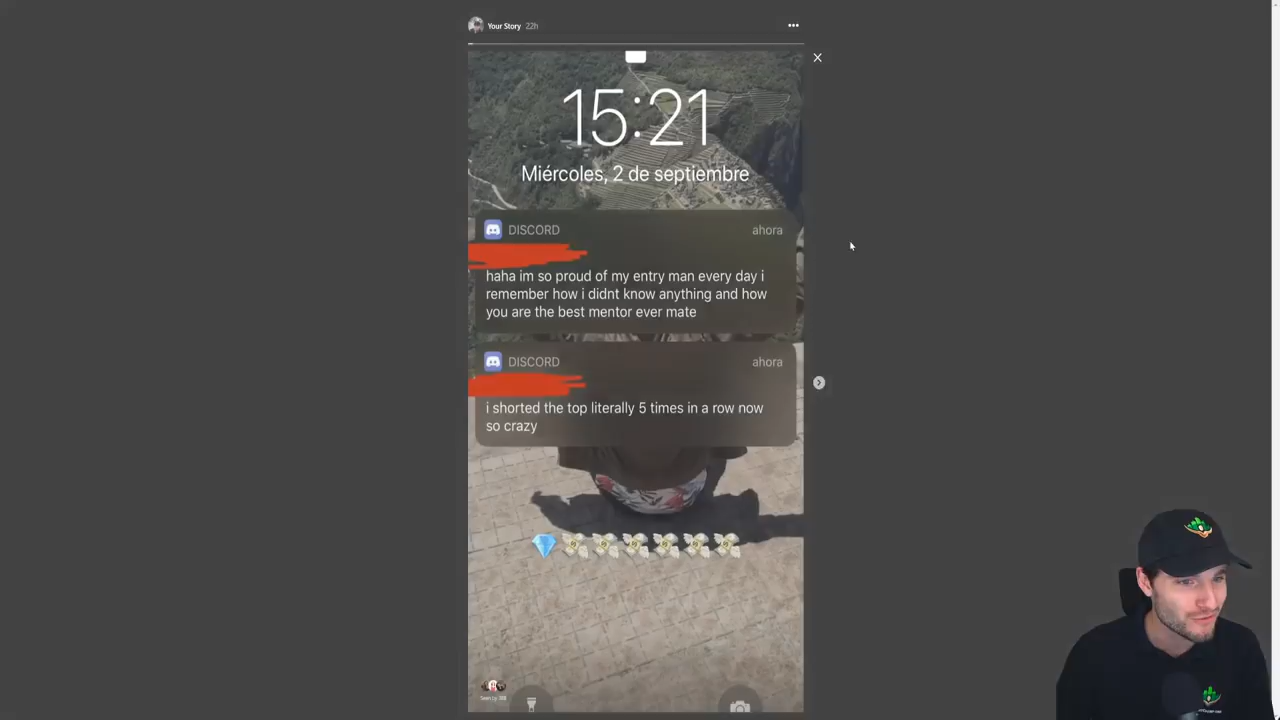 Your Story 22h
15:21
Miércoles, 2 de septiembre
DISCORD ahora
haha im so proud of my entry man every day i
remember how i didnt know anything and how
you are the best mentor ever mate
DISCORD ahora
i shorted the top literally 5 times in a row now
so crazy